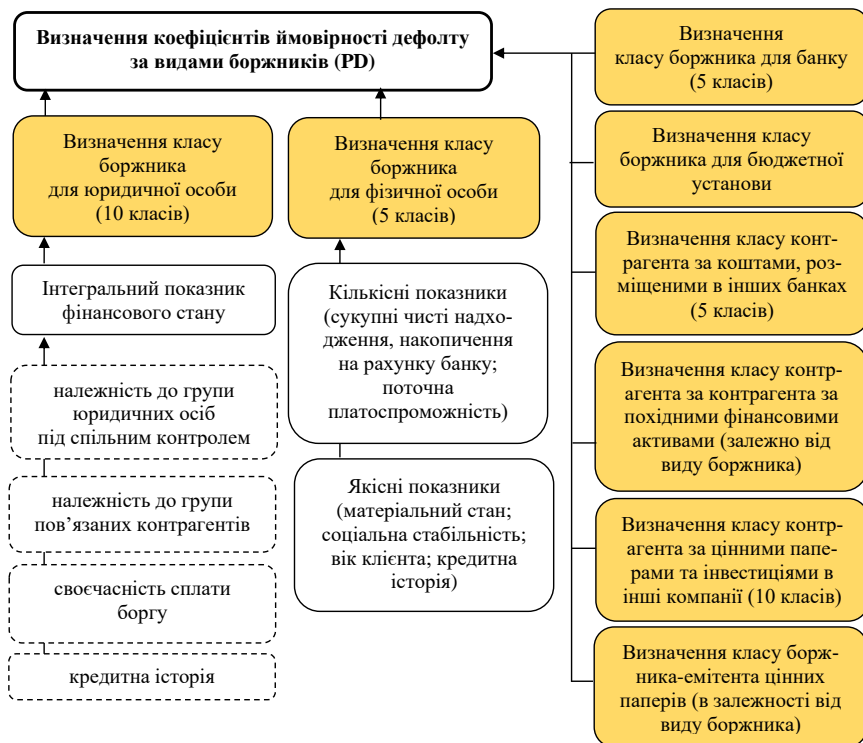 Визначення коефіцієнтів ймовірності дефолту
за видами боржників (PD)
Визначення класу
боржника
для юридичної особи
(10 класів)
Інтегральний показник
фінансового стану
належність до групи
юридичних осіб
під спільним контролем
належність до групи
пов’язаних контрагентів
своєчасність сплати
боргу
кредитна історія
Визначення класу
боржника
для фізичної особи
(5 класів)
Кількісні показники
(сукупні чисті надхо-
дження, накопичення
на рахунку банку;
поточна
платоспроможність)
Якісні показники
(матеріальний стан;
соціальна стабільність;
вік клієнта; кредитна
історія)
Визначення
класу боржника для банку
(5 класів)
Визначення класу
боржника для бюджетної
установи
Визначення класу конт-
рагента за коштами, роз-
міщеними в інших банках
(5 класів)
Визначення класу контр-
агента за контрагента за
похідними фінансовими
активами (залежно від
виду боржника)
Визначення класу контр-
агента за цінними папе-
рами та інвестиціями в
інші компанії (10 класів)
Визначення класу борж-
ника-емітента цінних
паперів (в залежності від
виду боржника)